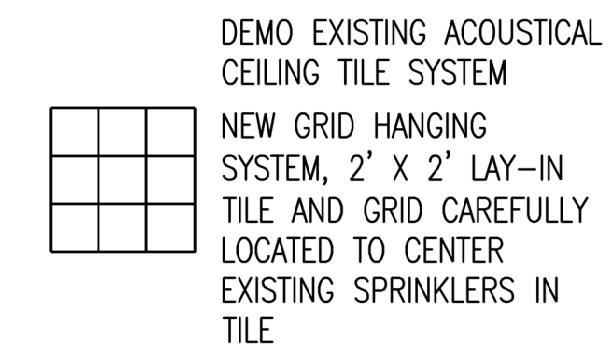 DEMO EXISTING ACOUSTICAL
CEILING TILE SYSTEM
NEW GRID HANGING
SYSTEM, 2' X 2' LAY-IN
TILE AND GRID CAREFULLY
LOCATED TO CENTER
EXISTING SPRINKLERS IN
TILE